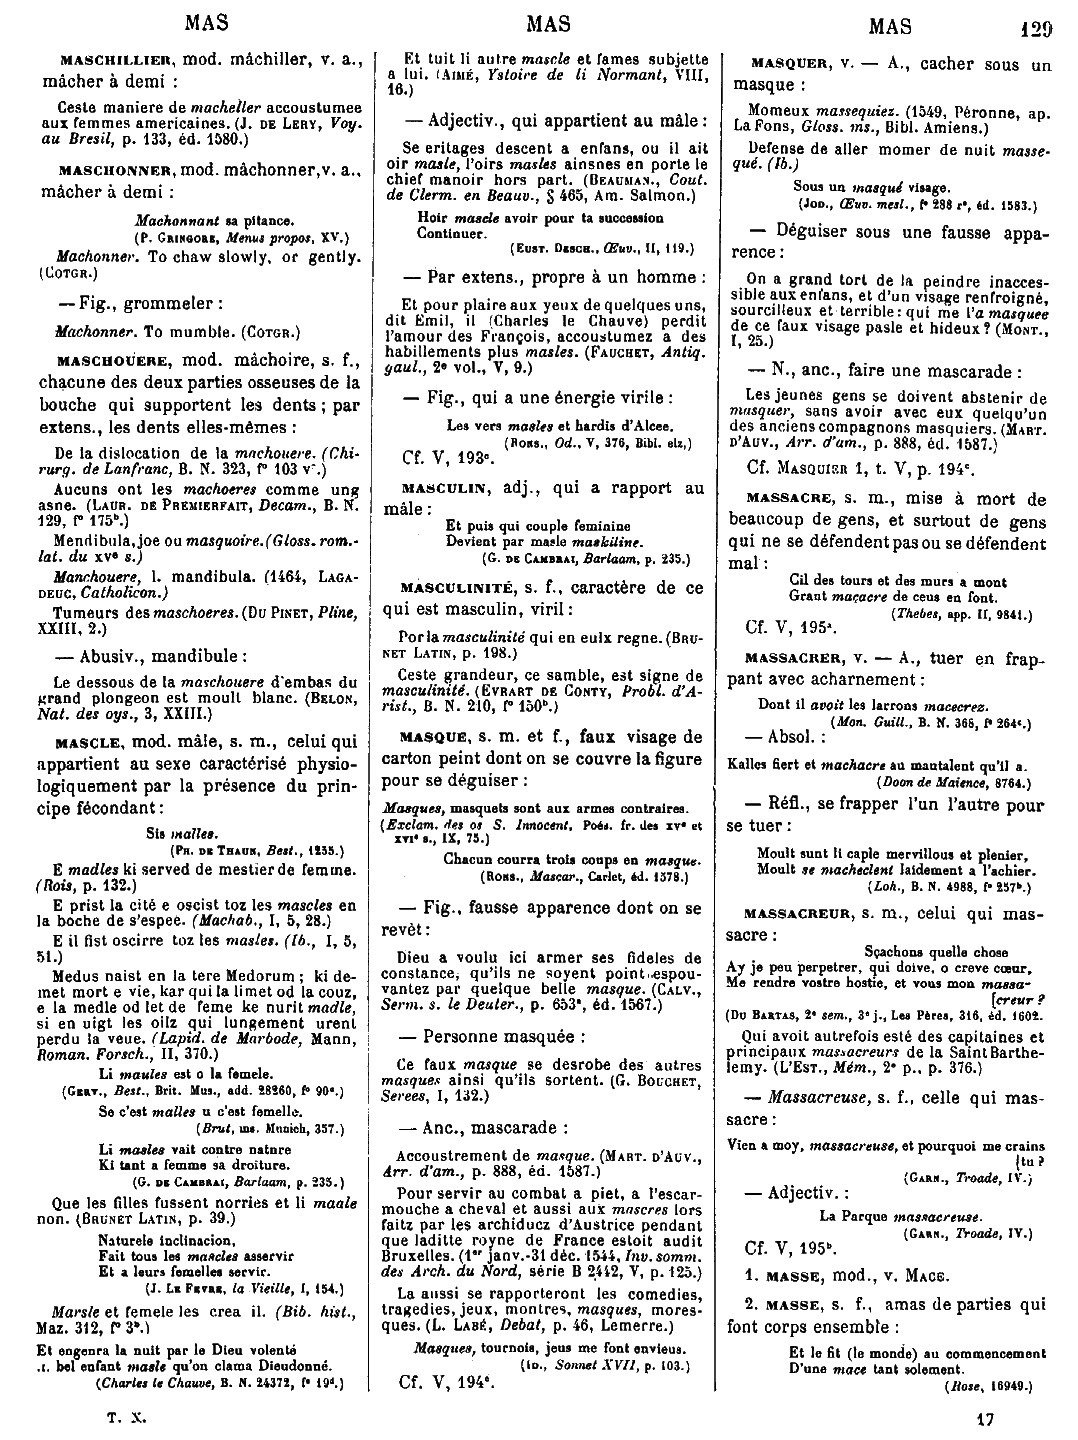 MAS
MAS
MAS
129
MASCHILLIER, mod. mâchiller, v. a.,
mâcher à demi :
Ceste maniere de macheller accoustumee
aux femmes americaines. (J. DE LERY, Voy.
au Bresil, p. 133, éd. 1580.)
MASCHONNER, mod. mâchonner, v. a.,
mâcher à demi :
Machonnant sa pitance.
(P. GRINGORE, Menus propos, XV.)
Machonner. To chaw slowly, or gently.
(COTGR.)
— Fig., grommeler :
Machonner. To mumble. (COTGR.)
MASCHOUERE, mod. mâchoire, s. f.,
chacune des deux parties osseuses de la
bouche qui supportent les dents ; par
extens., les dents elles-mêmes :
De la dislocation de la machouere. (Chi-
rurg. de Lanfranc, B. N. 323, f° 103 v°.)
Aucuns ont les machoeres comme ung
asne. (LAUR. DE PREMIERFAIT, Decam., B. N.
129, f° 175ᵇ.)
Mendibula, joe ou masquoire. (Gloss. rom.-
lat. du xvᵉ s.)
Manchouere, l. mandibula. (1464, LAGA-
DEUC, Catholicon.)
Tumeurs des maschoeres. (DU PINET, Pline,
XXIII, 2.)
— Abusiv., mandibule :
Le dessous de la maschouere d'embas du
grand plongeon est moult blanc. (BELON,
Nat. des oys., 3, XXIII.)
MASCLE, mod. mâle, s. m., celui qui
appartient au sexe caractérisé physio-
logiquement par la présence du prin-
cipe fécondant :
Sis malles.
(PH. DE THAUN, Best., 1235.)
E madles ki served de mestier de femme.
(Rois, p. 132.)
E prist la cité e oscist toz les mascles en
la boche de s'espee. (Machab., I, 5, 28.)
E il fist oscirre toz les masles. (Ib., I, 5,
51.)
Medus naist en la tere Medorum ; ki de-
met mort e vie, kar qui la limet od la couz,
e la medle od let de feme ke nurit madle,
si en uigt les oilz qui lungement urent
perdu la veue. (Lapid. de Marbode, Mann,
Roman. Forsch., II, 370.)
Li maules est o la femele.
(GERV., Best., Brit. Mus., add. 28260, f° 90ᵃ.)
Se c'est malles u c'est femelle.
(Brut, ms. Munich, 357.)
Li masles vait contre nature
Ki tant a femme sa droiture.
(G. DE CAMBRAI, Barlaam, p. 235.)
Que les filles fussent norries et li maale
non. (BRUNET LATIN, p. 39.)
Naturele inclinacion,
Fait tous les mascles asservir
Et a leurs femelles servir.
(J. LE FEVRE, la Vieille, I, 154.)
Marsle et femele les crea il. (Bib. hist.,
Maz. 312, f° 3ᵇ.)
Et engenra la nuit par le Dieu volenté
.I. bel enfant masle qu'on clama Dieudonné.
(Charles le Chauve, B. N. 24372, f° 19ᵈ.)
T. X.
Et tuit li autre mascle et fames subjette
a lui. (AIMÉ, Ystoire de li Normant, VIII,
16.)
— Adjectiv., qui appartient au mâle :
Se eritages descent a enfans, ou il ait
oir masle, l'oirs masles ainsnes en porte le
chief manoir hors part. (BEAUMAN., Cout.
de Clerm. en Beauv., § 465, Am. Salmon.)
Hoir mascle avoir pour ta succession
Continuer.
(EUST. DESCH., Œuv., II, 119.)
— Par extens., propre à un homme :
Et pour plaire aux yeux de quelques uns,
dit Emil, il (Charles le Chauve) perdit
l'amour des François, accoustumez a des
habillements plus masles. (FAUCHET, Antiq.
gaul., 2ᵉ vol., V, 9.)
— Fig., qui a une énergie virile :
Les vers masles et hardis d'Alcee.
(RONS., Od., V, 376, Bibl. elz.)
Cf. V, 193ᶜ.
MASCULIN, adj., qui a rapport au
mâle :
Et puis qui couple feminine
Devient par masle maskiline.
(G. DE CAMBRAI, Barlaam, p. 235.)
MASCULINITÉ, s. f., caractère de ce
qui est masculin, viril :
Por la masculinité qui en eulx regne. (BRU-
NET LATIN, p. 198.)
Ceste grandeur, ce samble, est signe de
masculinité. (EVRART DE CONTY, Probl. d'A-
rist., B. N. 210, f° 150ᵇ.)
MASQUE, s. m. et f., faux visage de
carton peint dont on se couvre la figure
pour se déguiser :
Masques, masquets sont aux armes contraires.
(Exclam. des os S. Innocent, Poés. fr. des xvᵉ et
xviᵉ s., IX, 75.)
Chacun courra trois coups en masque.
(RONS., Mascar., Carlet, éd. 1578.)
— Fig., fausse apparence dont on se
revêt :
Dieu a voulu ici armer ses fideles de
constance, qu'ils ne soyent point espou-
vantez par quelque belle masque. (CALV.,
Serm. s. le Deuter., p. 653ᵃ, éd. 1567.)
— Personne masquée :
Ce faux masque se desrobe des autres
masques ainsi qu'ils sortent. (G. BOUCHET,
Serees, I, 132.)
— Anc., mascarade :
Accoustrement de masque. (MART. D'AUV.,
Arr. d'am., p. 888, éd. 1587.)
Pour servir au combat a piet, a l'escar-
mouche a cheval et aussi aux mascres lors
faitz par les archiducz d'Austrice pendant
que laditte royne de France estoit audit
Bruxelles. (1ᵉʳ janv.-31 déc. 1544, Inv. somm.
des Arch. du Nord, série B 2442, V, p. 125.)
La aussi se rapporteront les comedies,
tragedies, jeux, montres, masques, mores-
ques. (L. LABÉ, Debat, p. 46, Lemerre.)
Masques, tournois, jeus me font envieus.
(ID., Sonnet XVII, p. 103.)
Cf. V, 194ᶜ.
MASQUER, v. — A., cacher sous un
masque :
Momeux massequiez. (1549, Péronne, ap.
La Fons, Gloss. ms., Bibl. Amiens.)
Defense de aller momer de nuit masse-
qué. (Ib.)
Sous un masqué visage.
(JOD., Œuv. mesl., f° 288 r°, éd. 1583.)
— Déguiser sous une fausse appa-
rence :
On a grand tort de la peindre inacces-
sible aux enfans, et d'un visage renfroigné,
sourcilleux et terrible : qui me l'a masquee
de ce faux visage pasle et hideux ? (MONT.,
I, 25.)
— N., anc., faire une mascarade :
Les jeunes gens se doivent abstenir de
masquer, sans avoir avec eux quelqu'un
des anciens compagnons masquiers. (MART.
D'AUV., Arr. d'am., p. 888, éd. 1587.)
Cf. MASQUIER 1, t. V, p. 194ᶜ.
MASSACRE, s. m., mise à mort de
beaucoup de gens, et surtout de gens
qui ne se défendent pas ou se défendent
mal :
Cil des tours et des murs a mont
Grant maçacre de ceus en font.
(Thebes, app. II, 9841.)
Cf. V, 195ᵃ.
MASSACRER, v. — A., tuer en frap-
pant avec acharnement :
Dont il avoit les larrons macecrez.
(Mon. Guill., B. N. 368, f° 264ᶜ.)
— Absol. :
Kalles fiert et machacre au mautalent qu'il a.
(Doon de Maience, 8764.)
— Réfl., se frapper l'un l'autre pour
se tuer :
Moult sunt li caple mervillous et plenier,
Moult se macheclent laidement a l'achier.
(Loh., B. N. 4988, f° 257ᵇ.)
MASSACREUR, s. m., celui qui mas-
sacre :
Sçachons quelle chose
Ay je peu perpetrer, qui doive, o creve cœur,
Me rendre vostre hostie, et vous mon massa-
[creur ?
(DU BARTAS, 2ᵉ sem., 3ᵉ j., Les Pères, 316, éd. 1602.
Qui avoit autrefois esté des capitaines et
principaux massacreurs de la Saint Barthe-
lemy. (L'EST., Mém., 2ᵉ p., p. 376.)
— Massacreuse, s. f., celle qui mas-
sacre :
Vien a moy, massacreuse, et pourquoi me crains
[tu ?
(GARN., Troade, IV.)
— Adjectiv. :
La Parque massacreuse.
(GARN., Troade, IV.)
Cf. V, 195ᵇ.
1. MASSE, mod., v. MACE.
2. MASSE, s. f., amas de parties qui
font corps ensemble :
Et le fit (le monde) au commencement
D'une mace tant solement.
(Rose, 16949.)
17